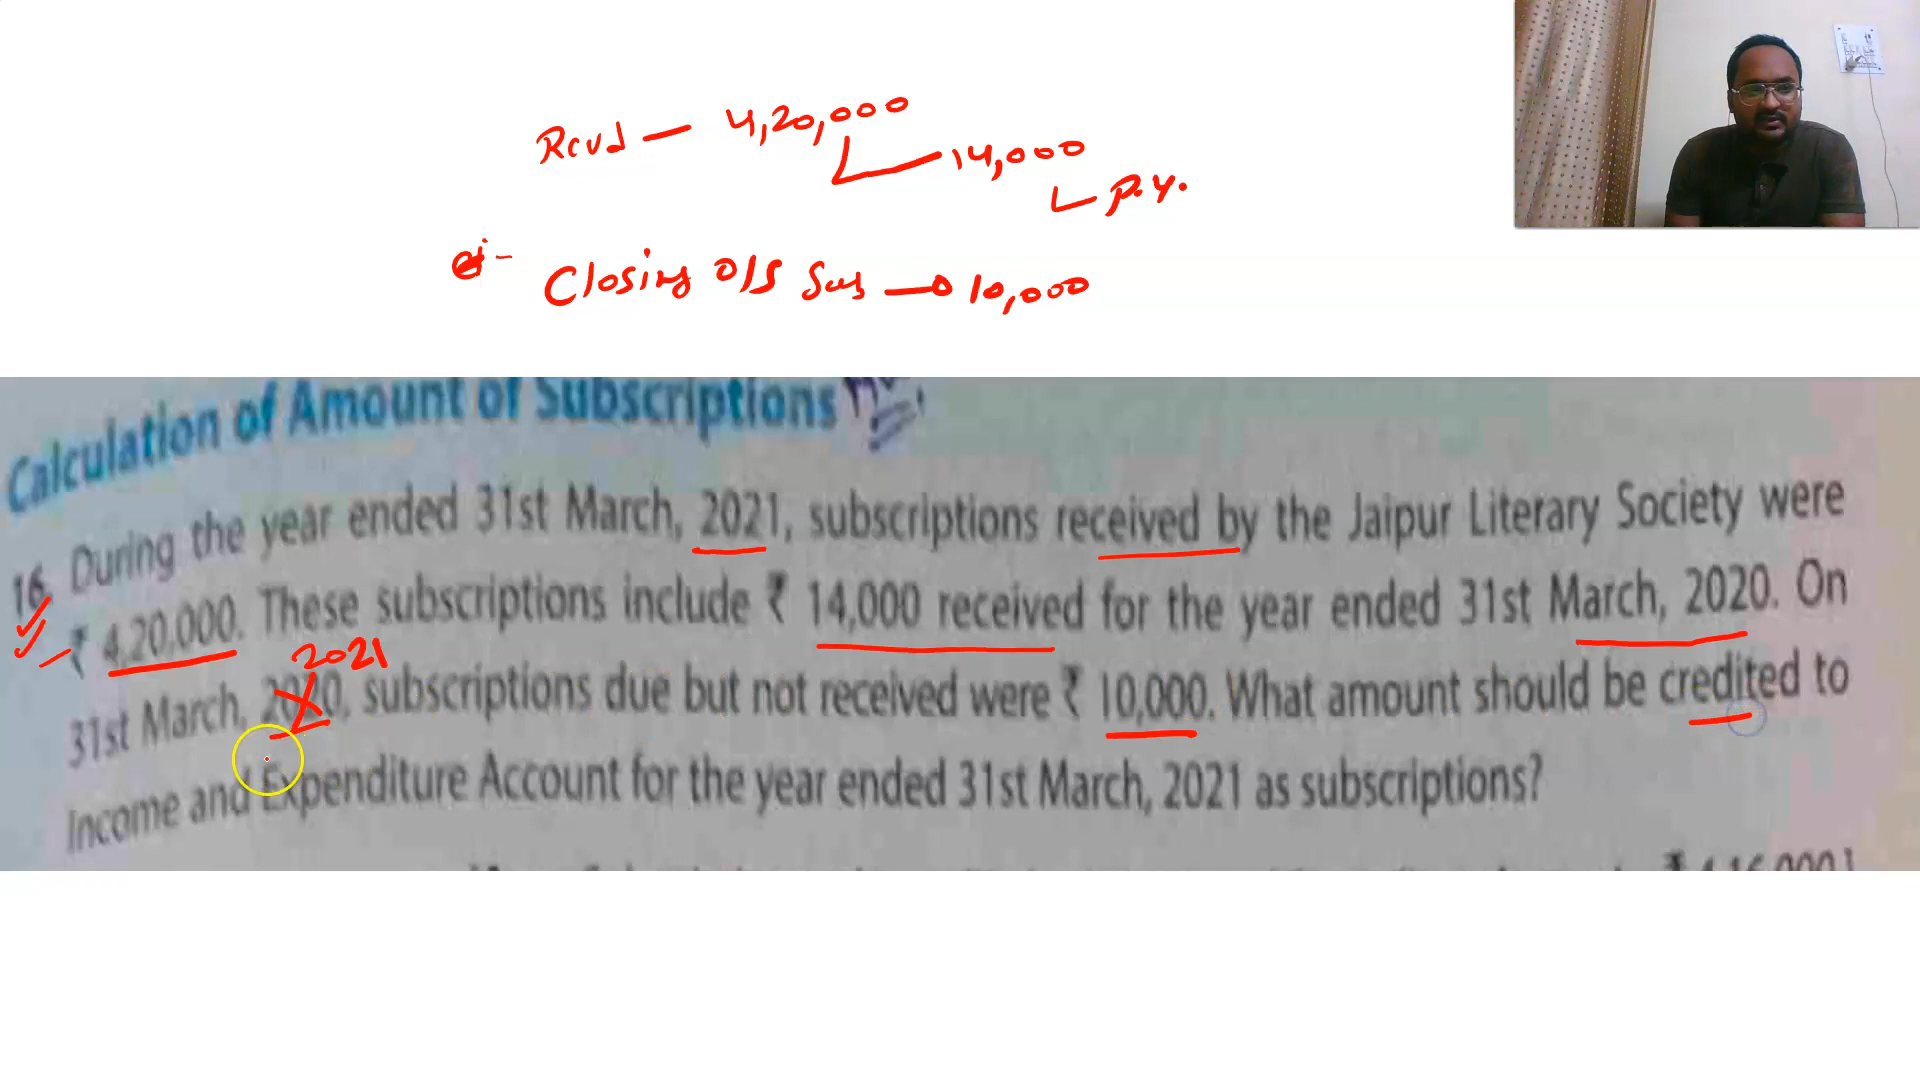 Rcvd — 4,20,000
14,000
P.Y.
Closing O/S Sub → 10,000
Calculation of Amount of Subscriptions
16. During the year ended 31st March, 2021, subscriptions received by the Jaipur Literary Society were
₹ 4,20,000. These subscriptions include ₹ 14,000 received for the year ended 31st March, 2020. On
2021
31st March, 2020, subscriptions due but not received were ₹ 10,000. What amount should be credited to
Income and Expenditure Account for the year ended 31st March, 2021 as subscriptions?